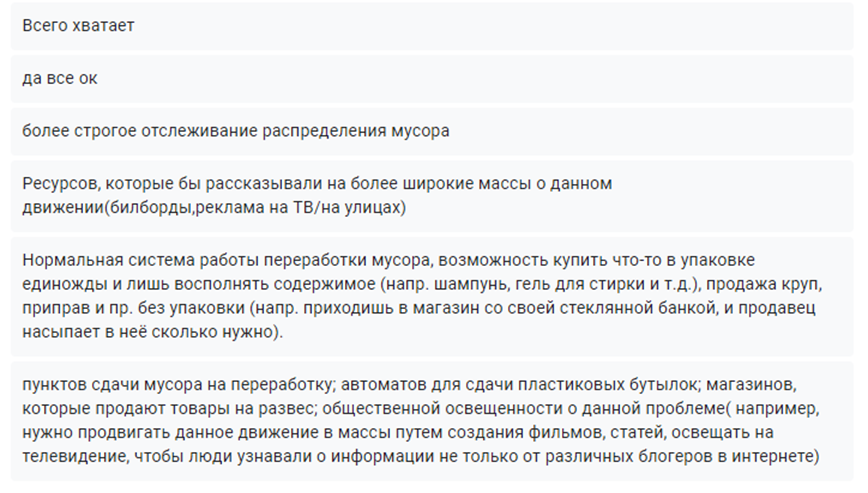 Всего хватает
да все ок
более строгое отслеживание распределения мусора
Ресурсов, которые бы рассказывали на более широкие массы о данном
движении(билборды,реклама на ТВ/на улицах)
Нормальная система работы переработки мусора, возможность купить что-то в упаковке
единожды и лишь восполнять содержимое (напр. шампунь, гель для стирки и т.д.), продажа круп,
приправ и пр. без упаковки (напр. приходишь в магазин со своей стеклянной банкой, и продавец
насыпает в неё сколько нужно).
пунктов сдачи мусора на переработку; автоматов для сдачи пластиковых бутылок; магазинов,
которые продают товары на развес; общественной освещенности о данной проблеме( например,
нужно продвигать данное движение в массы путем создания фильмов, статей, освещать на
телевидение, чтобы люди узнавали о информации не только от различных блогеров в интернете)